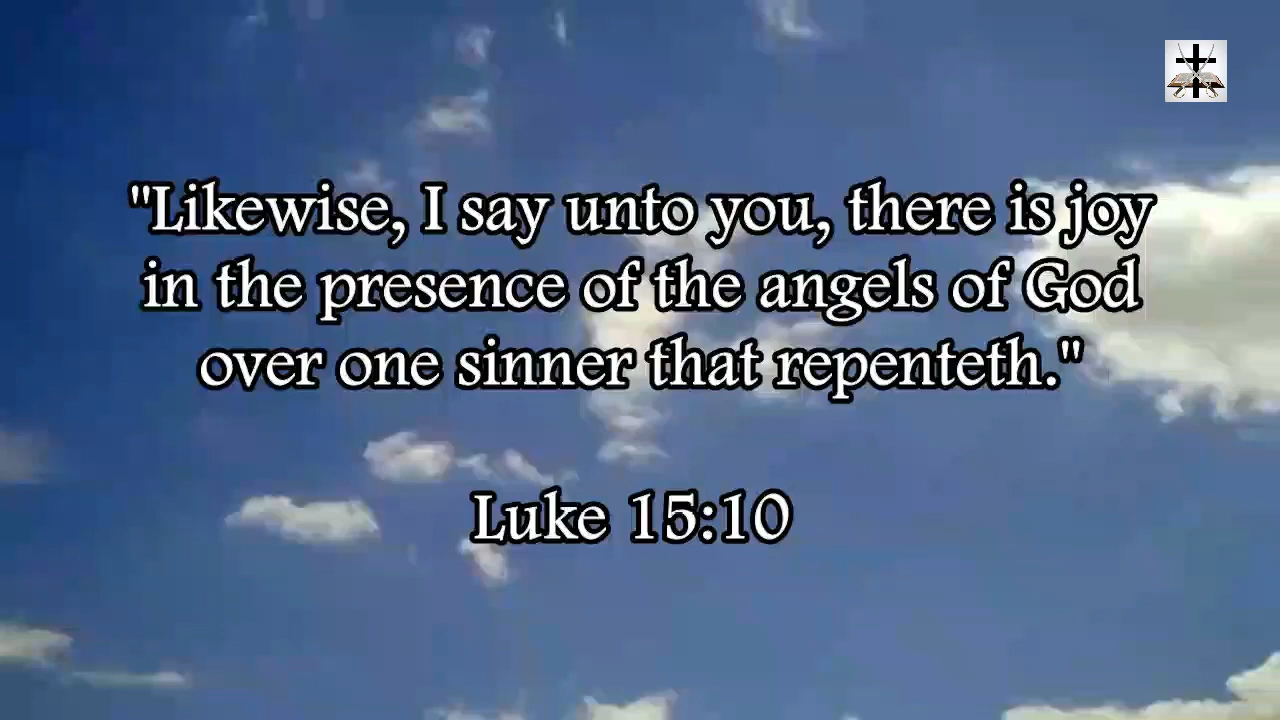 "Likewise, I say unto you, there is joy
in the presence of the angels of God
over one sinner that repenteth."
Luke 15:10